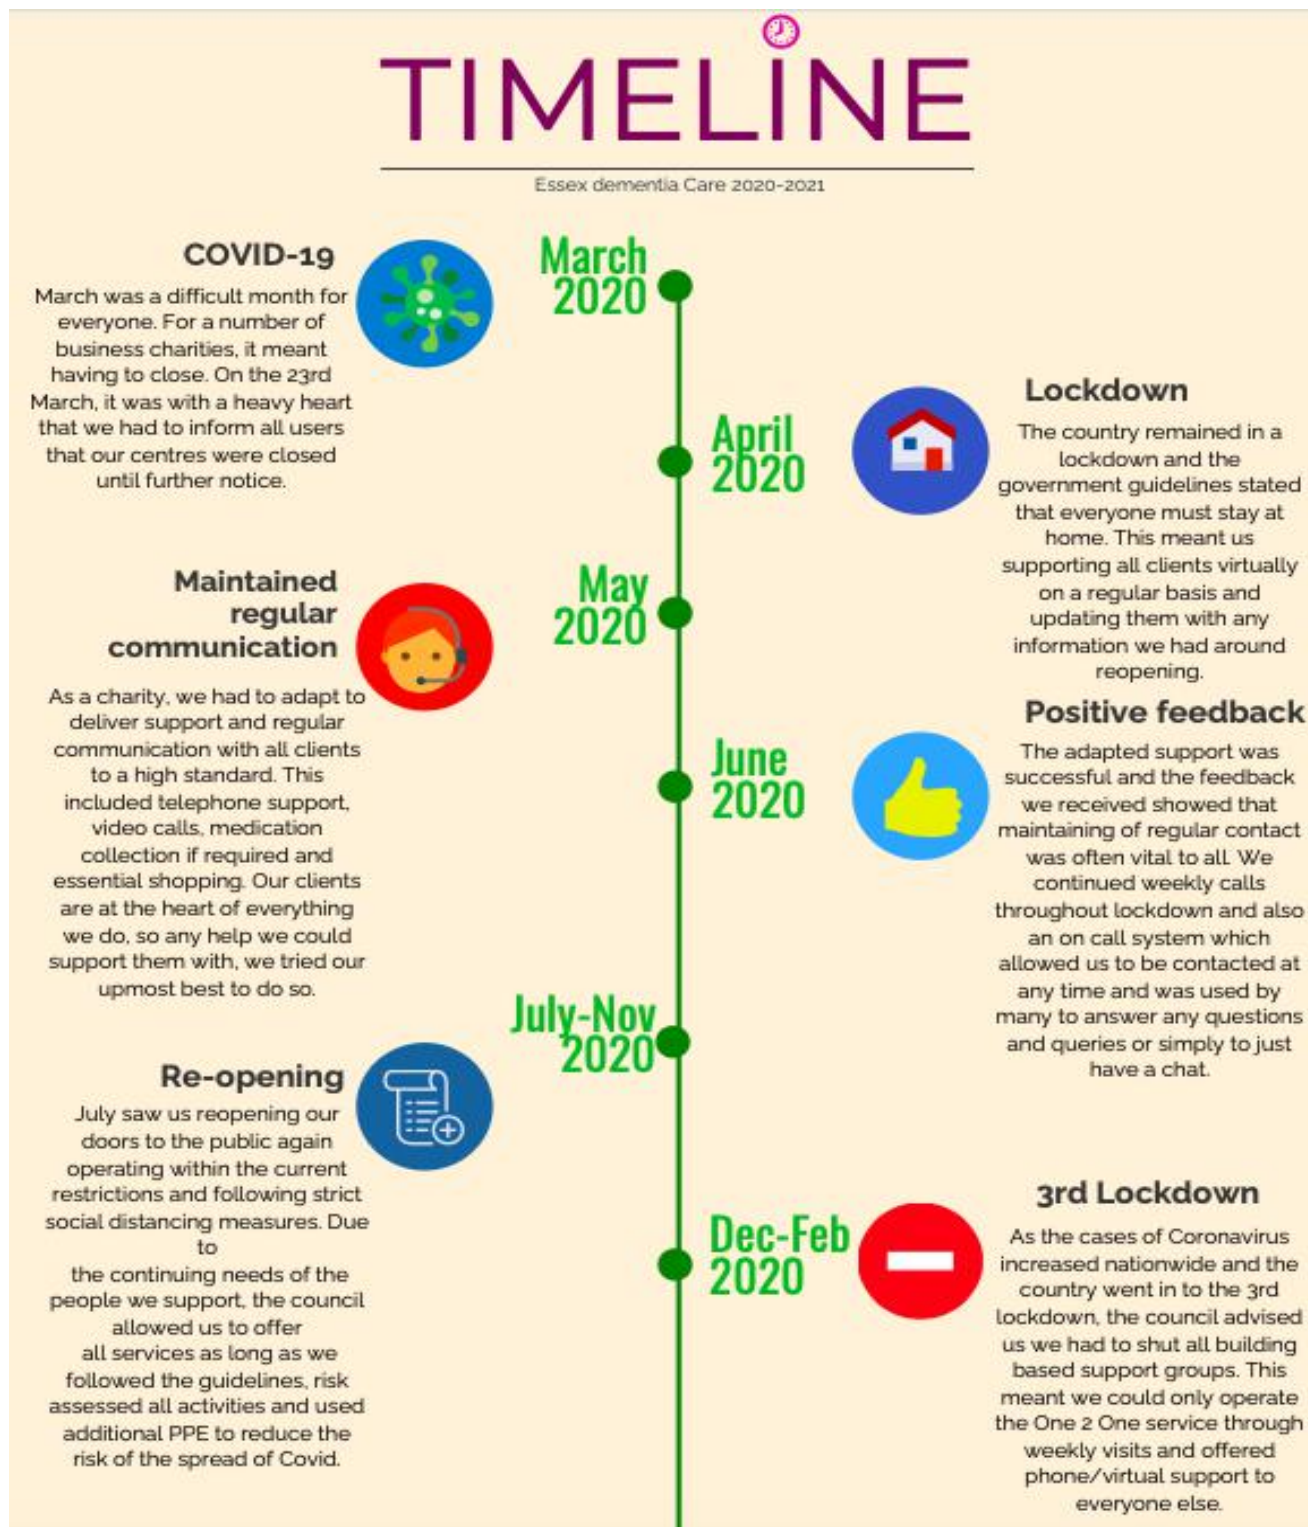 TIMELINE
Essex dementia Care 2020-2021
March
2020
COVID-19
March was a difficult month for
everyone. For a number of
business charities, it meant
having to close. On the 23rd
March, it was with a heavy heart
that we had to inform all users
that our centres were closed
until further notice.
April
2020
Lockdown
The country remained in a
lockdown and the
government guidelines stated
that everyone must stay at
home. This meant us
supporting all clients virtually
on a regular basis and
updating them with any
information we had around
reopening.
May
2020
Maintained
regular
communication
As a charity, we had to adapt to
deliver support and regular
communication with all clients
to a high standard. This
included telephone support,
video calls, medication
collection if required and
essential shopping. Our clients
are at the heart of everything
we do, so any help we could
support them with, we tried our
upmost best to do so.
June
2020
Positive feedback
The adapted support was
successful and the feedback
we received showed that
maintaining of regular contact
was often vital to all. We
continued weekly calls
throughout lockdown and also
an on call system which
allowed us to be contacted at
any time and was used by
many to answer any questions
and queries or simply to just
have a chat.
July-Nov
2020
Re-opening
July saw us reopening our
doors to the public again
operating within the current
restrictions and following strict
social distancing measures. Due
to
the continuing needs of the
people we support, the council
allowed us to offer
all services as long as we
followed the guidelines, risk
assessed all activities and used
additional PPE to reduce the
risk of the spread of Covid.
Dec-Feb
2020
3rd Lockdown
As the cases of Coronavirus
increased nationwide and the
country went in to the 3rd
lockdown, the council advised
us we had to shut all building
based support groups. This
meant we could only operate
the One 2 One service through
weekly visits and offered
phone/virtual support to
everyone else.